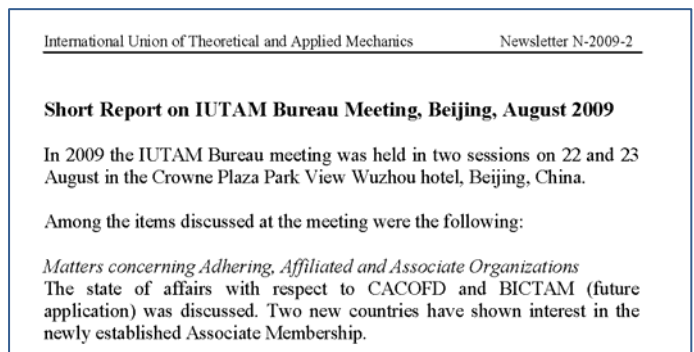 International Union of Theoretical and Applied Mechanics Newsletter N-2009-2
Short Report on IUTAM Bureau Meeting, Beijing, August 2009
In 2009 the IUTAM Bureau meeting was held in two sessions on 22 and 23
August in the Crowne Plaza Park View Wuzhou hotel, Beijing, China.
Among the items discussed at the meeting were the following:
Matters concerning Adhering, Affiliated and Associate Organizations
The state of affairs with respect to CACOFD and BICTAM (future
application) was discussed. Two new countries have shown interest in the
newly established Associate Membership.